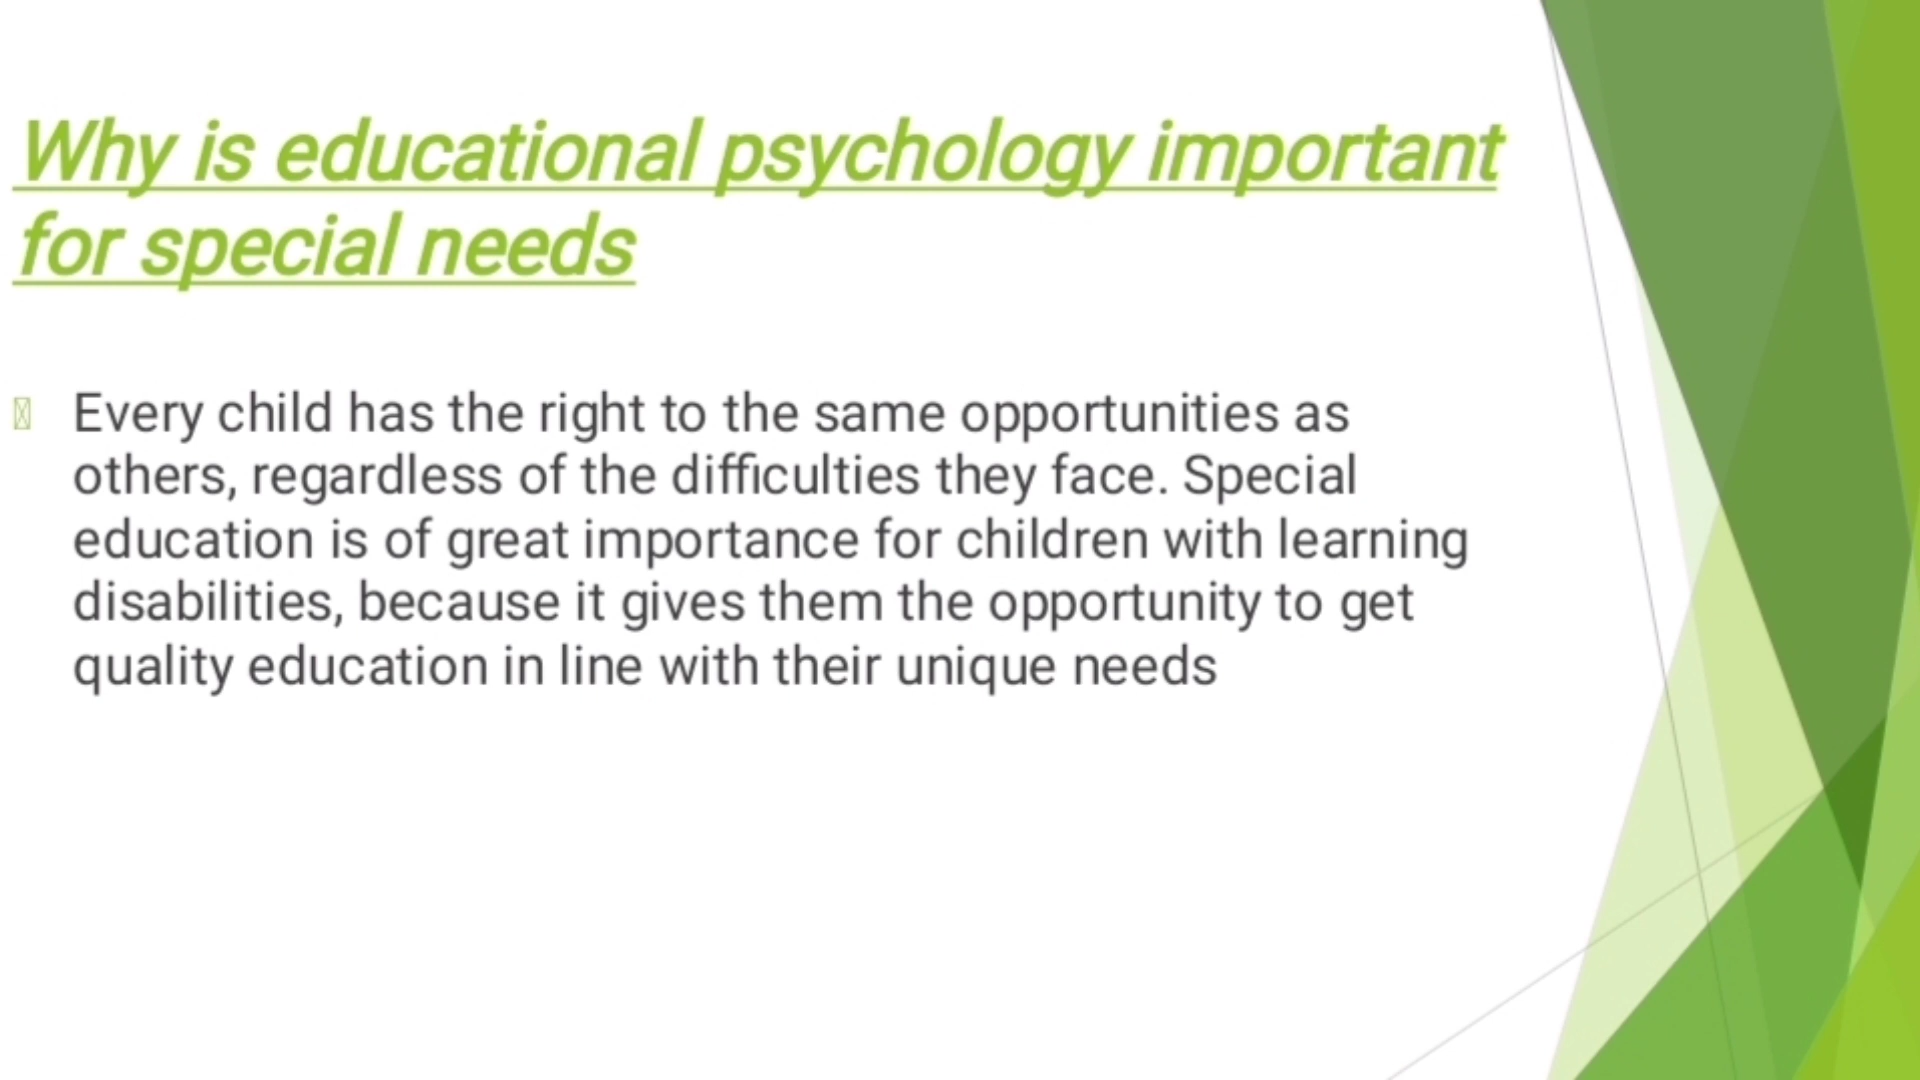 Why is educational psychology important
for special needs
Every child has the right to the same opportunities as
others, regardless of the difficulties they face. Special
education is of great importance for children with learning
disabilities, because it gives them the opportunity to get
quality education in line with their unique needs